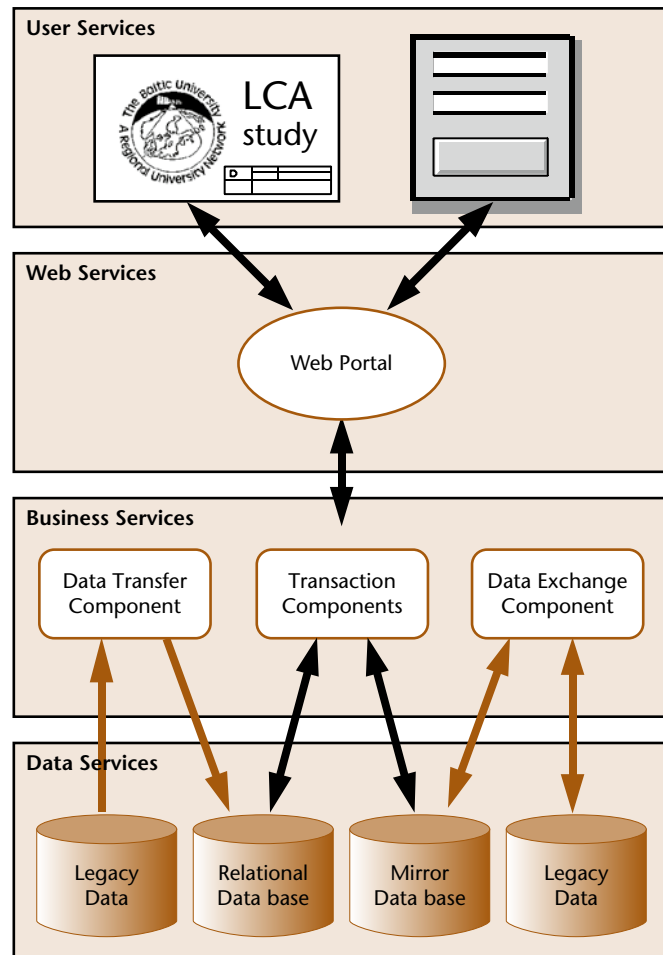 User Services
The Baltic University
A Regional University Network
LCA
study
D
Web Services
Web Portal
Business Services
Data Transfer
Component
Transaction
Components
Data Exchange
Component
Data Services
Legacy
Data
Relational
Data base
Mirror
Data base
Legacy
Data